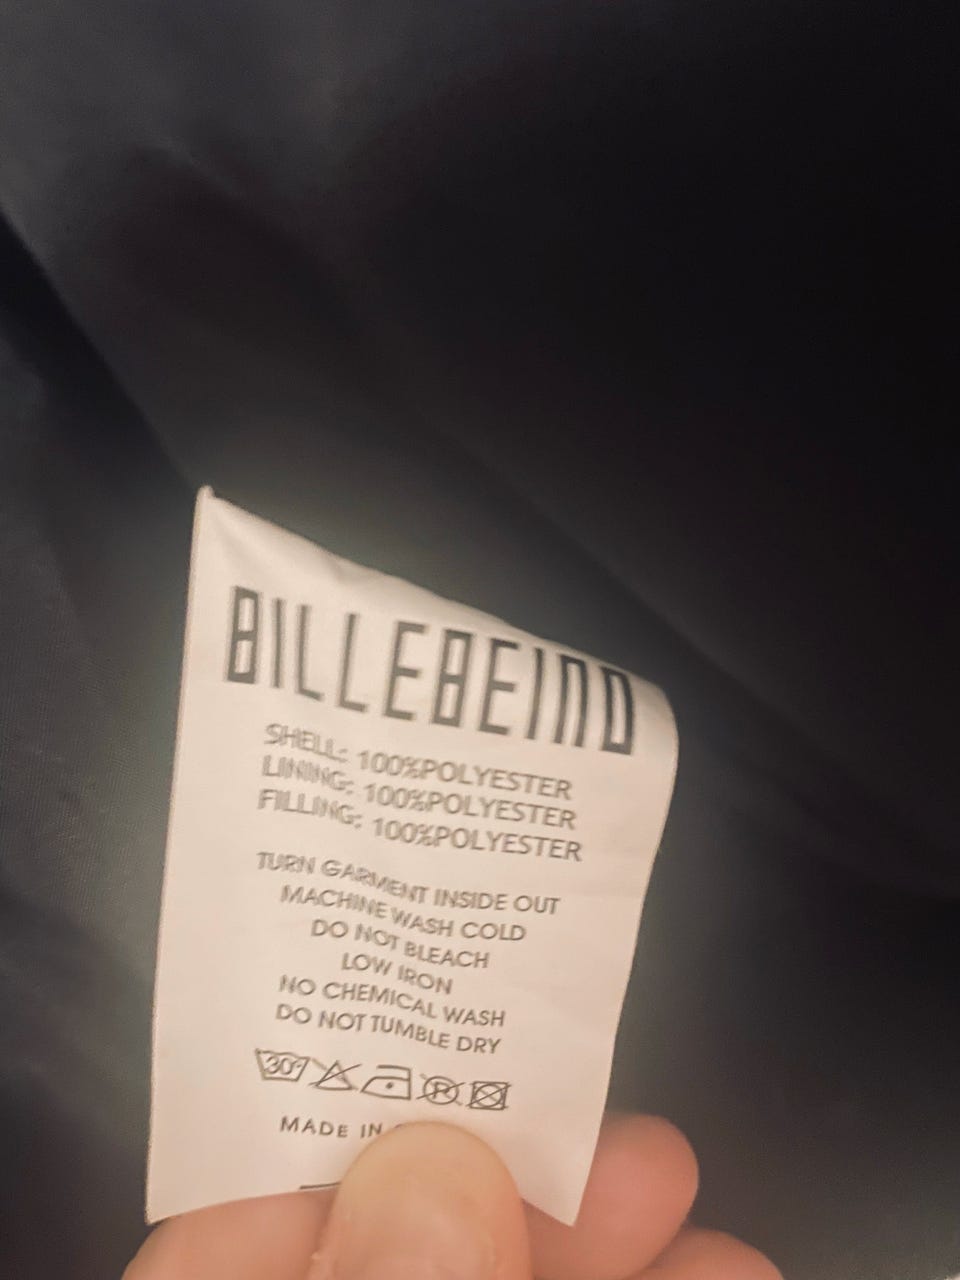 BILLEBEINO
SHELL: 100%POLYESTER
LINING: 100%POLYESTER
FILLING: 100%POLYESTER
TURN GARMENT INSIDE OUT
MACHINE WASH COLD
DO NOT BLEACH
LOW IRON
NO CHEMICAL WASH
DO NOT TUMBLE DRY
30° P
MADE IN